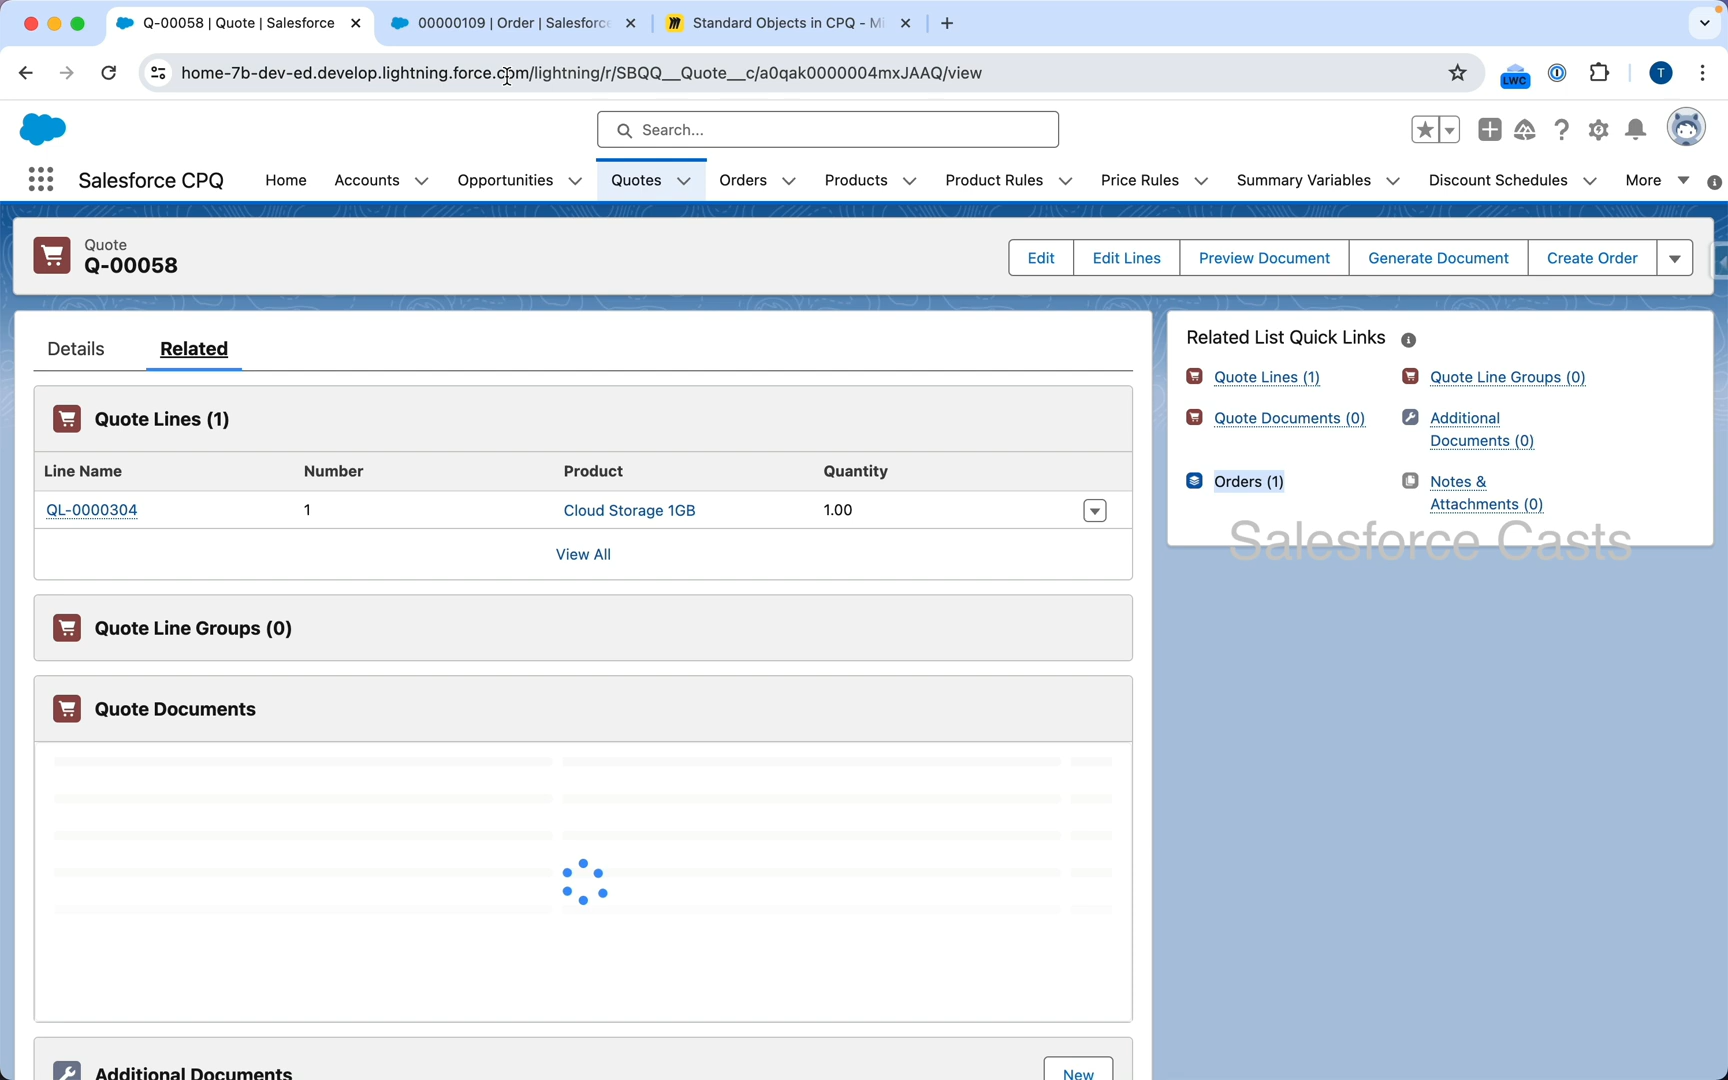 Q-00058 | Quote | Salesforce
00000109 | Order | Salesforc
Standard Objects in CPQ - Mi
home-7b-dev-ed.develop.lightning.force.com/lightning/r/SBQQ__Quote__c/a0qak0000004mxJAAQ/view
LWC
T
Search...
Salesforce CPQ
Home
Accounts
Opportunities
Quotes
Orders
Products
Product Rules
Price Rules
Summary Variables
Discount Schedules
More
Quote
Q-00058
Edit
Edit Lines
Preview Document
Generate Document
Create Order
Details
Related
Quote Lines (1)
Line Name Number Product Quantity
QL-0000304 1 Cloud Storage 1GB 1.00
View All
Quote Line Groups (0)
Quote Documents
Additional Documents
New
Related List Quick Links
Quote Lines (1)
Quote Line Groups (0)
Quote Documents (0)
Additional
Documents (0)
Orders (1)
Notes &
Attachments (0)
Salesforce Casts